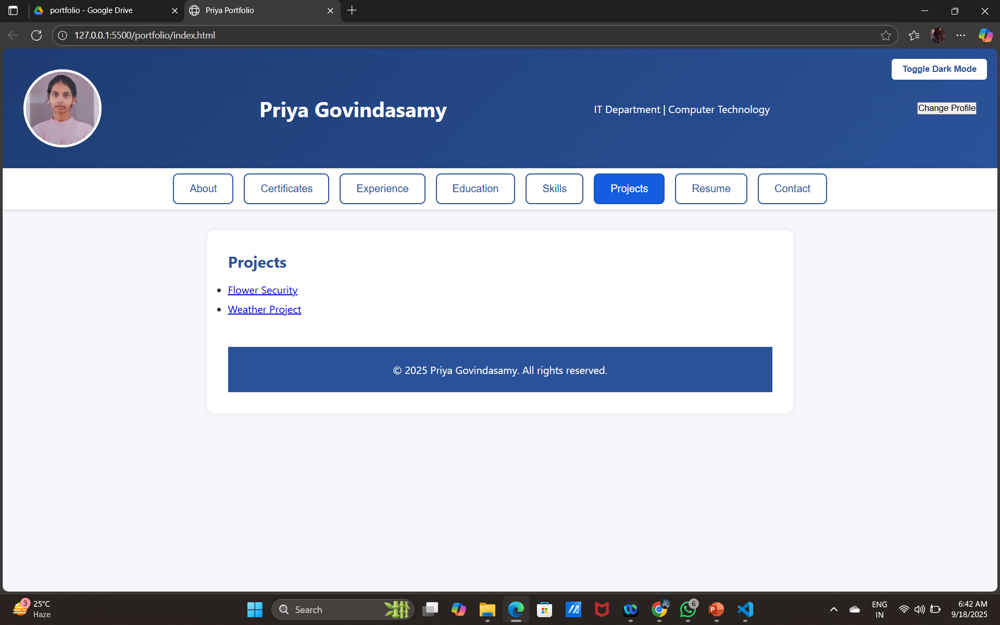 portfolio - Google Drive
Priya Portfolio
127.0.0.1:5500/portfolio/index.html
Toggle Dark Mode
Priya Govindasamy
IT Department | Computer Technology
Change Profile
About
Certificates
Experience
Education
Skills
Projects
Resume
Contact
Projects
Flower Security
Weather Project
© 2025 Priya Govindasamy. All rights reserved.
3
25°C
Haze
Search
6
P
ENG
IN
6:42 AM
9/18/2025